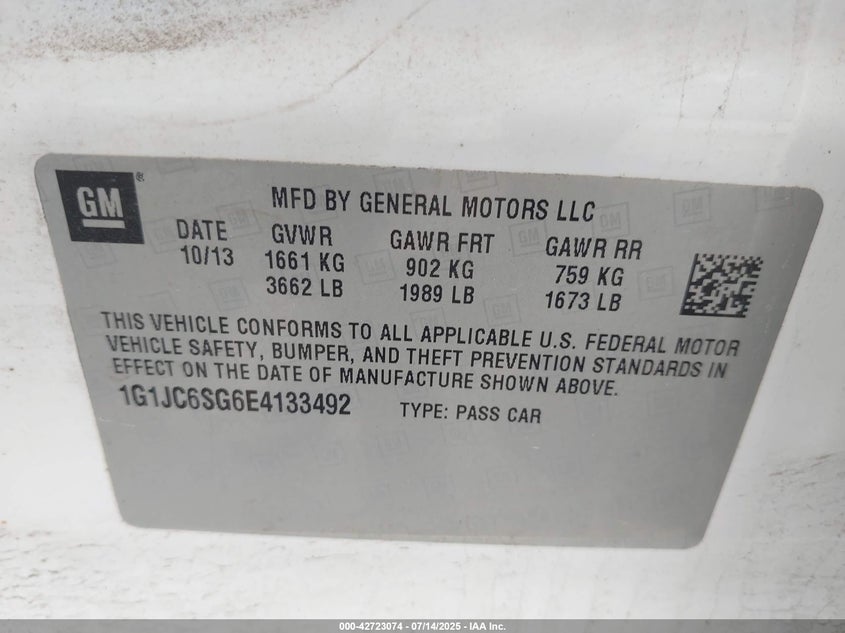 GM®
MFD BY GENERAL MOTORS LLC
DATE GVWR GAWR FRT GAWR RR
10/13 1661 KG 902 KG 759 KG
3662 LB 1989 LB 1673 LB
THIS VEHICLE CONFORMS TO ALL APPLICABLE U.S. FEDERAL MOTOR
VEHICLE SAFETY, BUMPER, AND THEFT PREVENTION STANDARDS IN
EFFECT ON THE DATE OF MANUFACTURE SHOWN ABOVE.
1G1JC6SG6E4133492 TYPE: PASS CAR
000-42723074 - 07/14/2025 - IAA Inc.